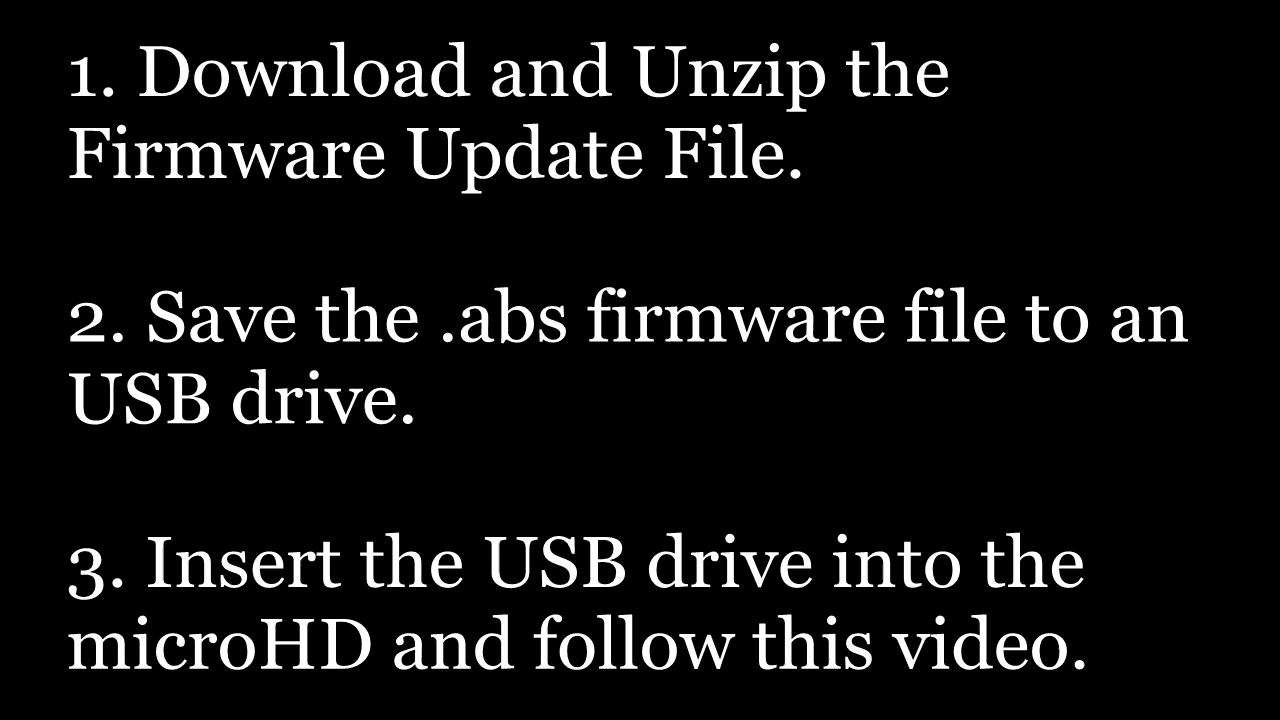 1. Download and Unzip the
Firmware Update File.
2. Save the .abs firmware file to an
USB drive.
3. Insert the USB drive into the
microHD and follow this video.